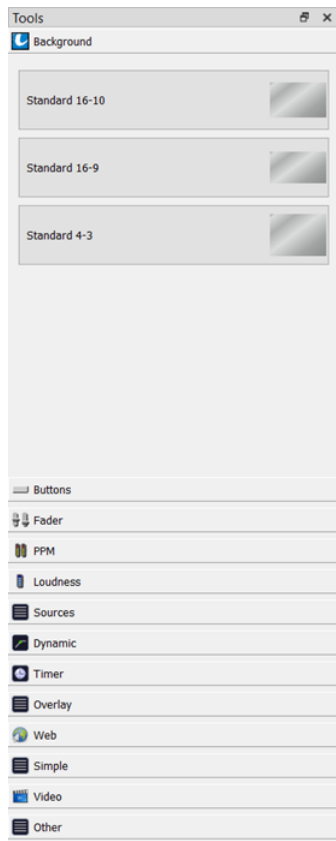 Tools
Background
Standard 16-10
Standard 16-9
Standard 4-3
Buttons
Fader
PPM
Loudness
Sources
Dynamic
Timer
Overlay
Web
Simple
Video
Other